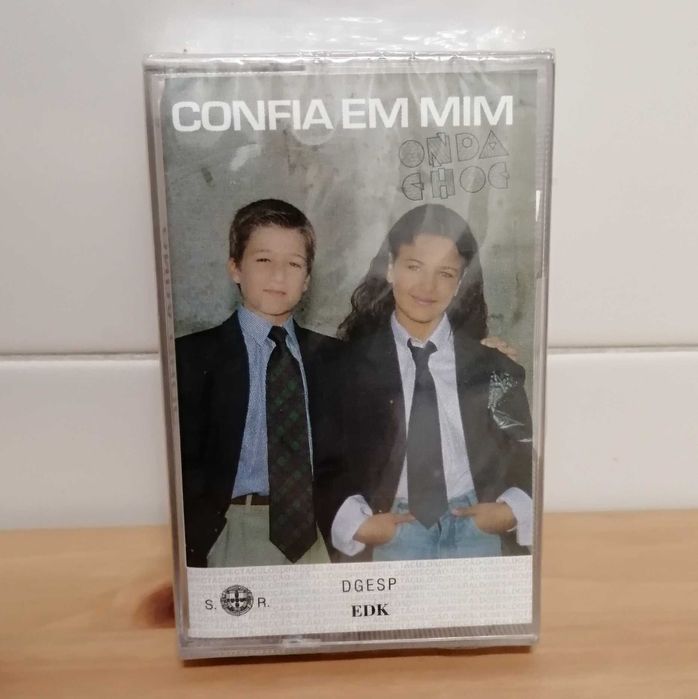 CONFIA EM MIM
ONDA
CHOC
DGESP
S. R.
EDK